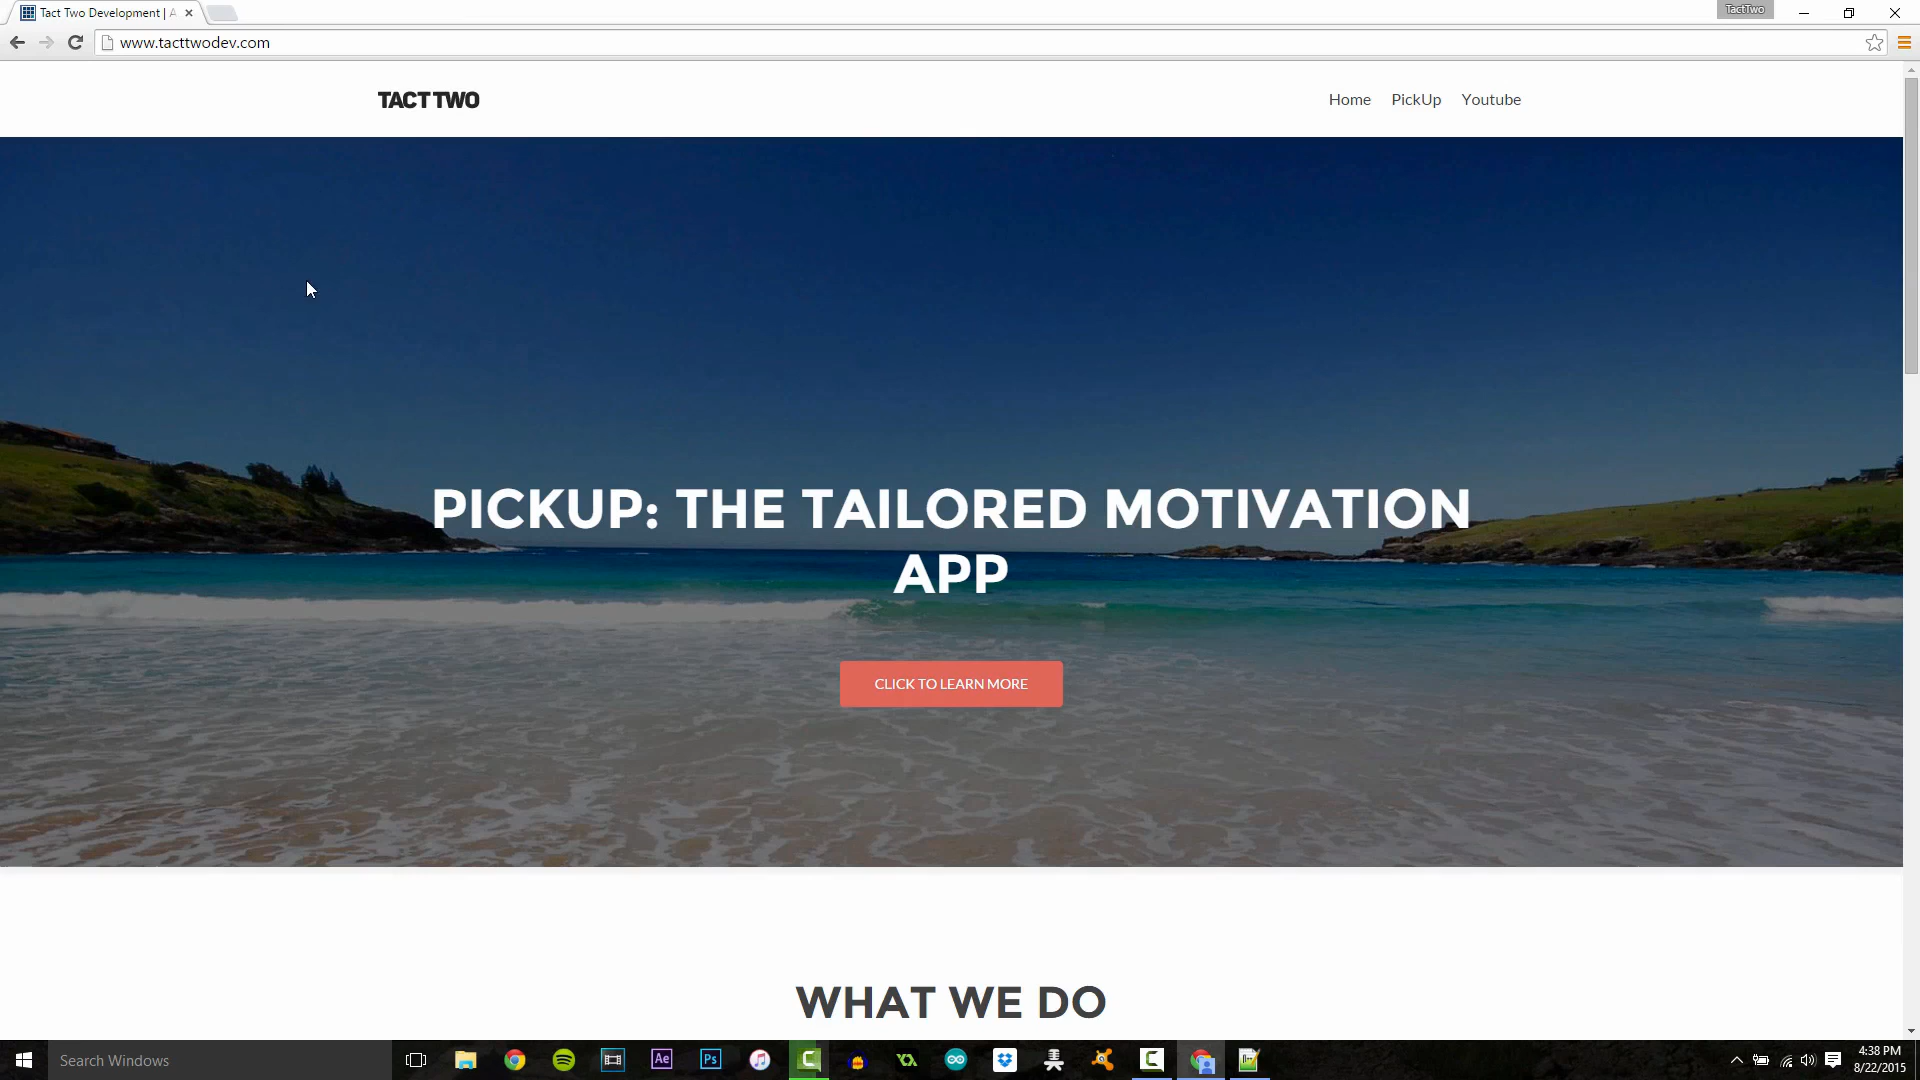 Tact Two Development | A
TactTwo
www.tacttwodev.com
TACT TWO
Home PickUp Youtube
PICKUP: THE TAILORED MOTIVATION
APP
CLICK TO LEARN MORE
WHAT WE DO
Search Windows
Ae
Ps
4:38 PM
8/22/2015